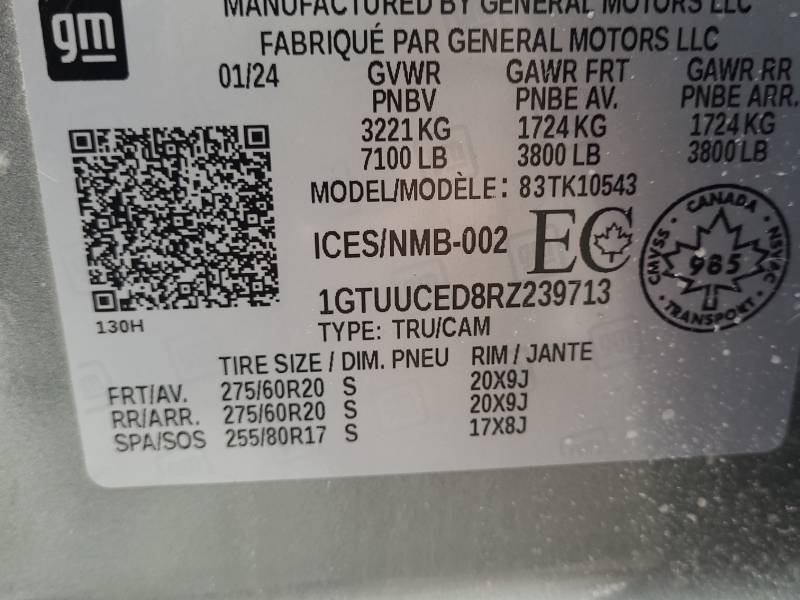 MANUFACTURED BY GENERAL MOTORS LLC
gm
FABRIQUÉ PAR GENERAL MOTORS LLC
01/24 GVWR GAWR FRT GAWR RR
PNBV PNBE AV. PNBE ARR.
3221 KG 1724 KG 1724 KG
7100 LB 3800 LB 3800 LB
MODEL/MODÈLE: 83TK10543
ICES/NMB-002 EC
CANADA
CMVSS · 985 · NSVAC
TRANSPORT
1GTUUCED8RZ239713
130H
TYPE: TRU/CAM
TIRE SIZE / DIM. PNEU RIM / JANTE
FRT/AV. 275/60R20 S 20X9J
RR/ARR. 275/60R20 S 20X9J
SPA/SOS 255/80R17 S 17X8J